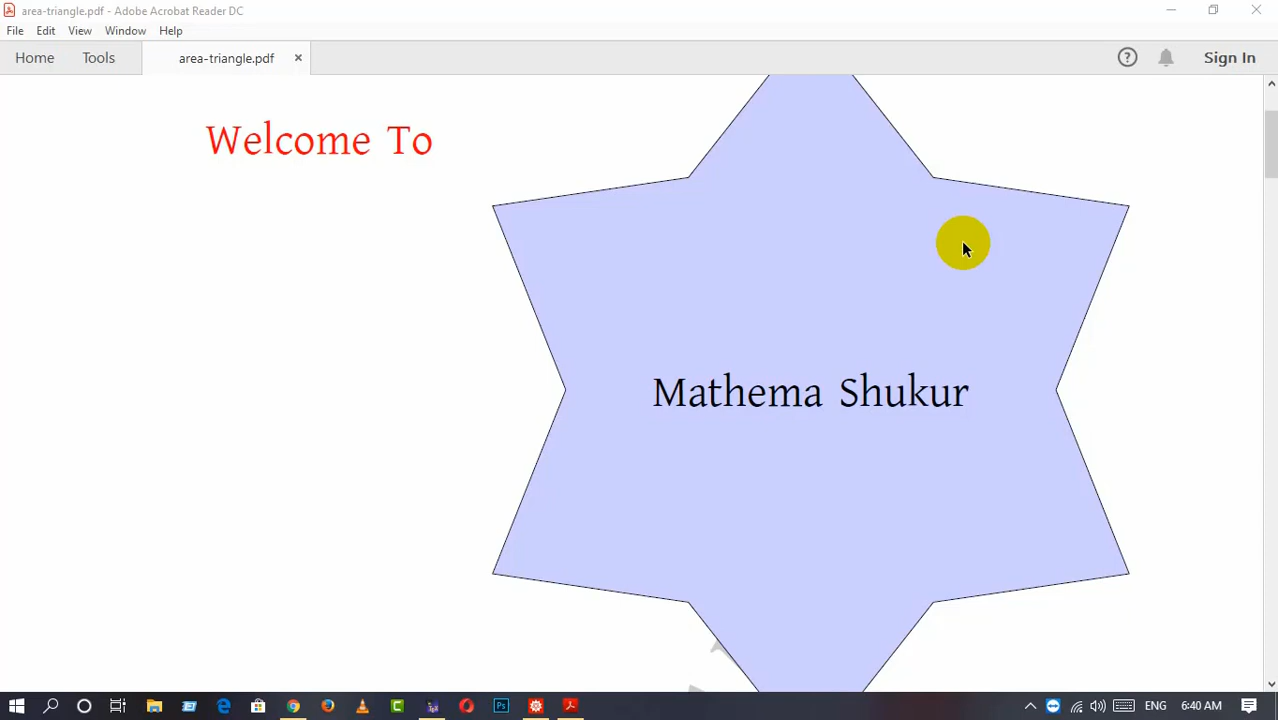 area-triangle.pdf - Adobe Acrobat Reader DC
File Edit View Window Help
Home Tools area-triangle.pdf × ? Sign In
Welcome To
Mathema Shukur
ENG 6:40 AM